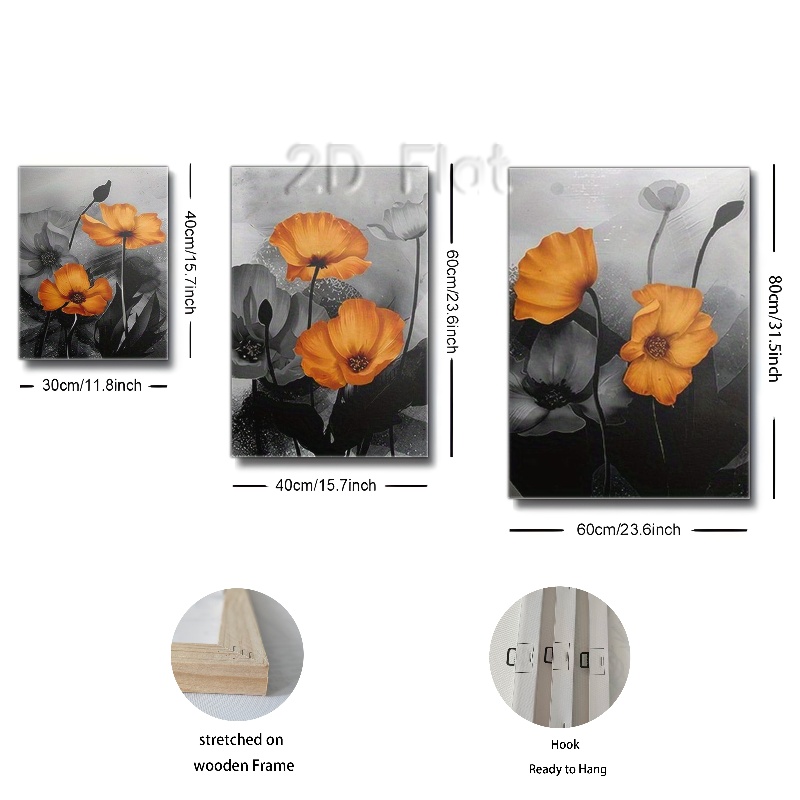 2D Flat
40cm/15.7inch
60cm/23.6inch
80cm/31.5inch
30cm/11.8inch
40cm/15.7inch
60cm/23.6inch
stretched on
wooden Frame
Hook
Ready to Hang